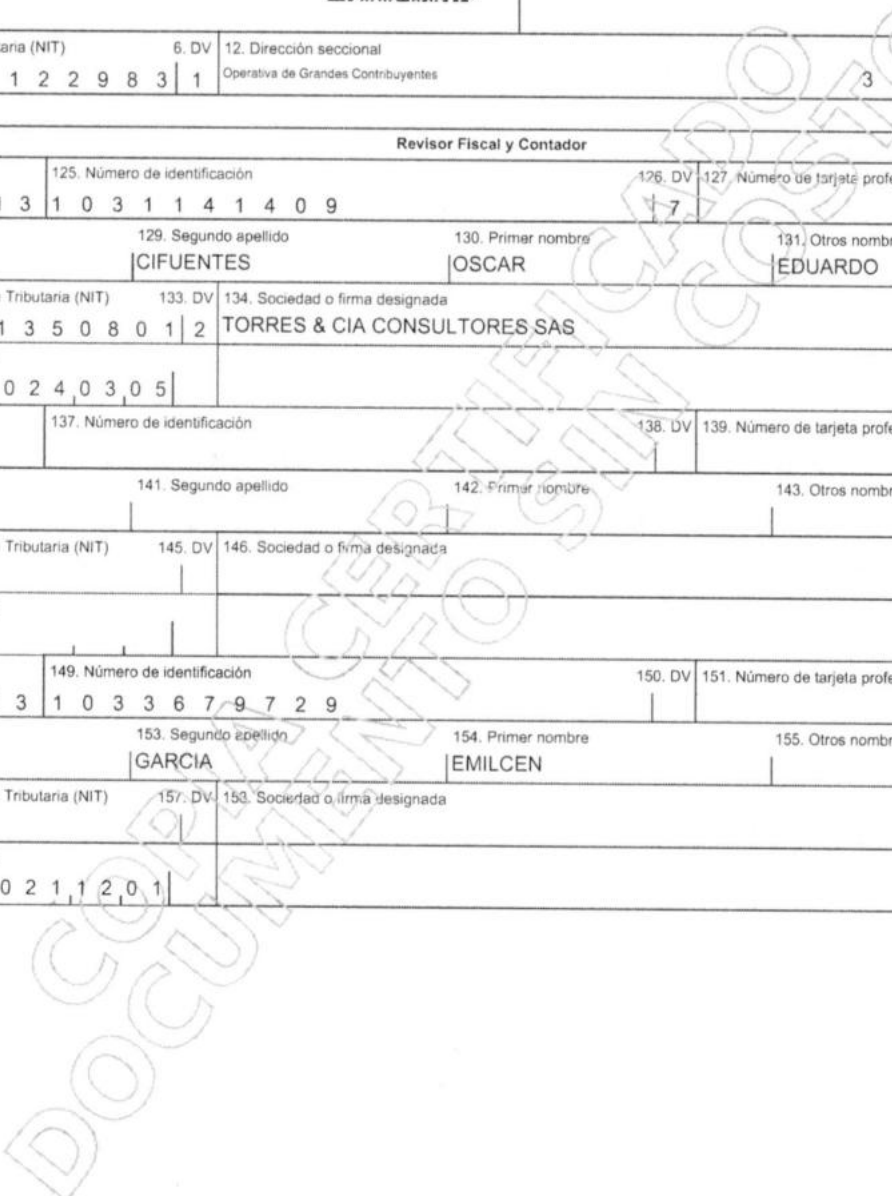 aria (NIT) 6. DV 12. Dirección seccional
1 2 2 9 8 3 1 Operativa de Grandes Contribuyentes 3
Revisor Fiscal y Contador
125. Número de identificación 126. DV 127. Número de tarjeta profe
3 1 0 3 1 1 4 1 4 0 9 7
129. Segundo apellido 130. Primer nombre 131. Otros nombr
CIFUENTES OSCAR EDUARDO
Tributaria (NIT) 133. DV 134. Sociedad o firma designada
1 3 5 0 8 0 1 2 TORRES & CIA CONSULTORES SAS
0 2 4 0 3 0 5
137. Número de identificación 138. DV 139. Número de tarjeta profe
141. Segundo apellido 142. Primer nombre 143. Otros nombr
Tributaria (NIT) 145. DV 146. Sociedad o firma designada
149. Número de identificación 150. DV 151. Número de tarjeta profe
3 1 0 3 3 6 7 9 7 2 9
153. Segundo apellido 154. Primer nombre 155. Otros nombr
GARCIA EMILCEN
Tributaria (NIT) 157. DV 158. Sociedad o firma designada
0 2 1 1 2 0 1
COPIA CERTIFICADO
DOCUMENTO SIN COSTO